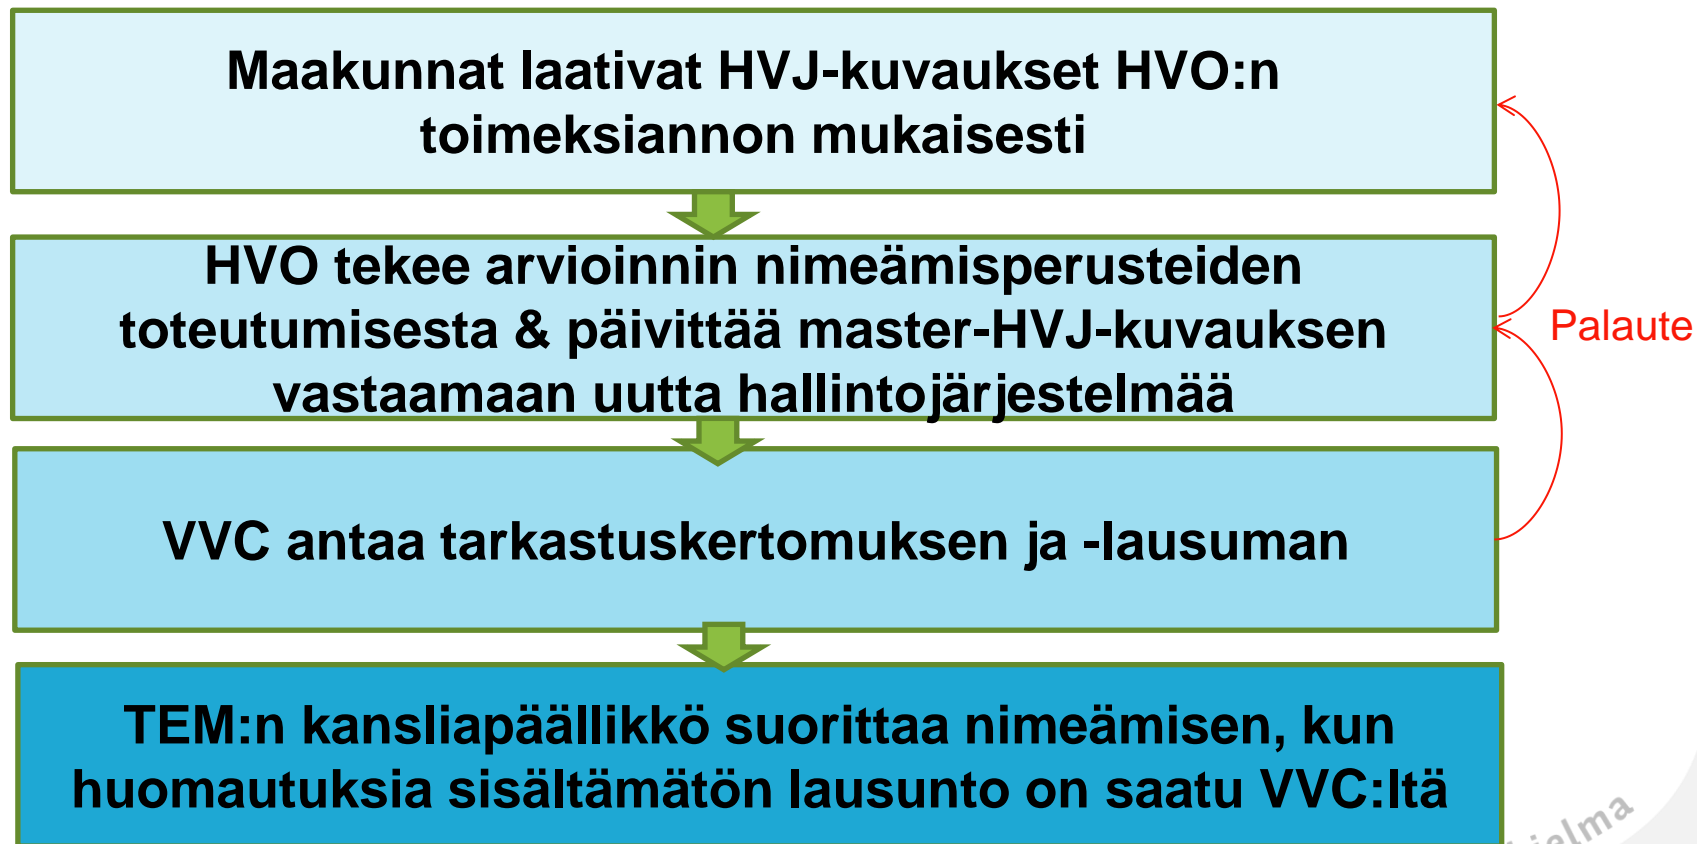 Maakunnat laativat HVJ-kuvaukset HVO:n
toimeksiannon mukaisesti
HVO tekee arvioinnin nimeämisperusteiden
toteutumisesta & päivittää master-HVJ-kuvauksen
vastaamaan uutta hallintojärjestelmää
Palaute
VVC antaa tarkastuskertomuksen ja -lausuman
TEM:n kansliapäällikkö suorittaa nimeämisen, kun
huomautuksia sisältämätön lausunto on saatu VVC:ltä